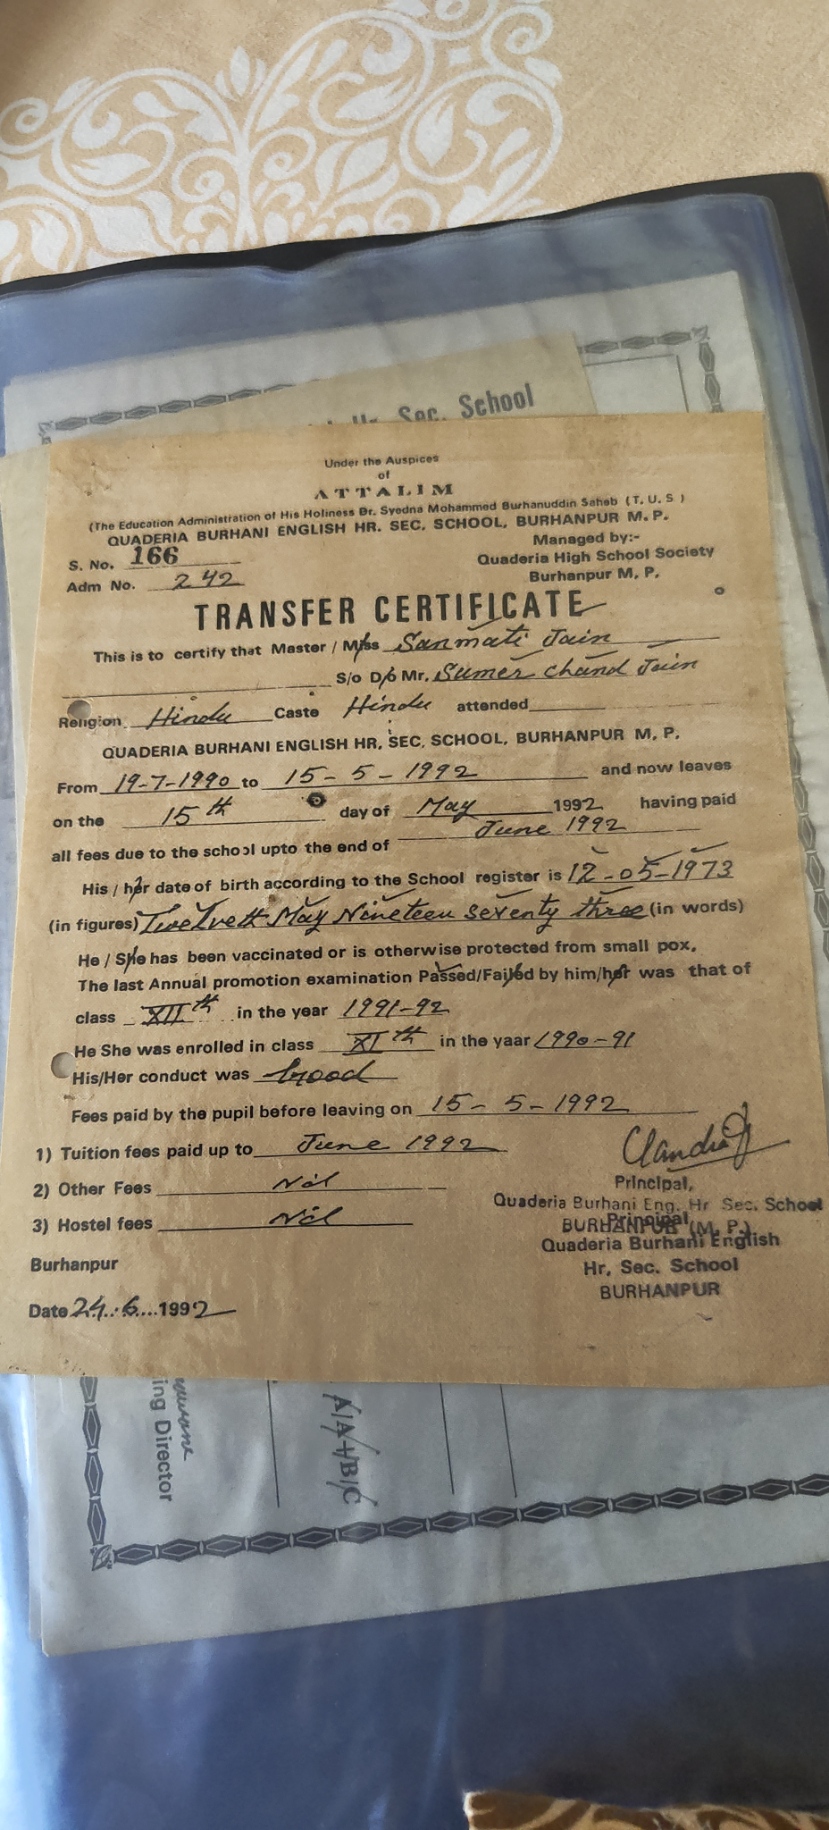 Hr. Sec. School
Under the Auspices
of
ATTALIM
(The Education Administration of His Holiness Dr. Syedna Mohammed Burhanuddin Saheb (T. U. S )
QUADERIA BURHANI ENGLISH HR. SEC. SCHOOL, BURHANPUR M. P.
S. No. 166
Managed by:-
Quaderia High School Society
Adm No. 242
Burhanpur M, P.
TRANSFER CERTIFICATE
This is to certify that Master / Miss Sanmati Jain
S/o D/o Mr. Sumer chand Jain
Religion Hindu Caste Hindu attended
QUADERIA BURHANI ENGLISH HR, SEC, SCHOOL, BURHANPUR M, P.
From 19-7-1990 to 15-5-1992 and now leaves
on the 15th day of May 1992 having paid
all fees due to the school upto the end of June 1992
His / her date of birth according to the School register is 12-05-1973
(in figures) Twelveth May Nineteen seventy three (in words)
He / She has been vaccinated or is otherwise protected from small pox,
The last Annual promotion examination Passed/Failed by him/her was that of
class XIIth in the year 1991-92
He She was enrolled in class XIth in the yaar 1990-91
His/Her conduct was Good
Fees paid by the pupil before leaving on 15-5-1992
1) Tuition fees paid up to June 1992
2) Other Fees Nil
3) Hostel fees Nil
Principal,
Quaderia Burhani Eng. Hr Sec. School
BURHANPUR (M. P.)
Principal
Quaderia Burhani English
Hr, Sec. School
BURHANPUR
Burhanpur
Date 24.6.1992
ing Director
A/A+/B/C